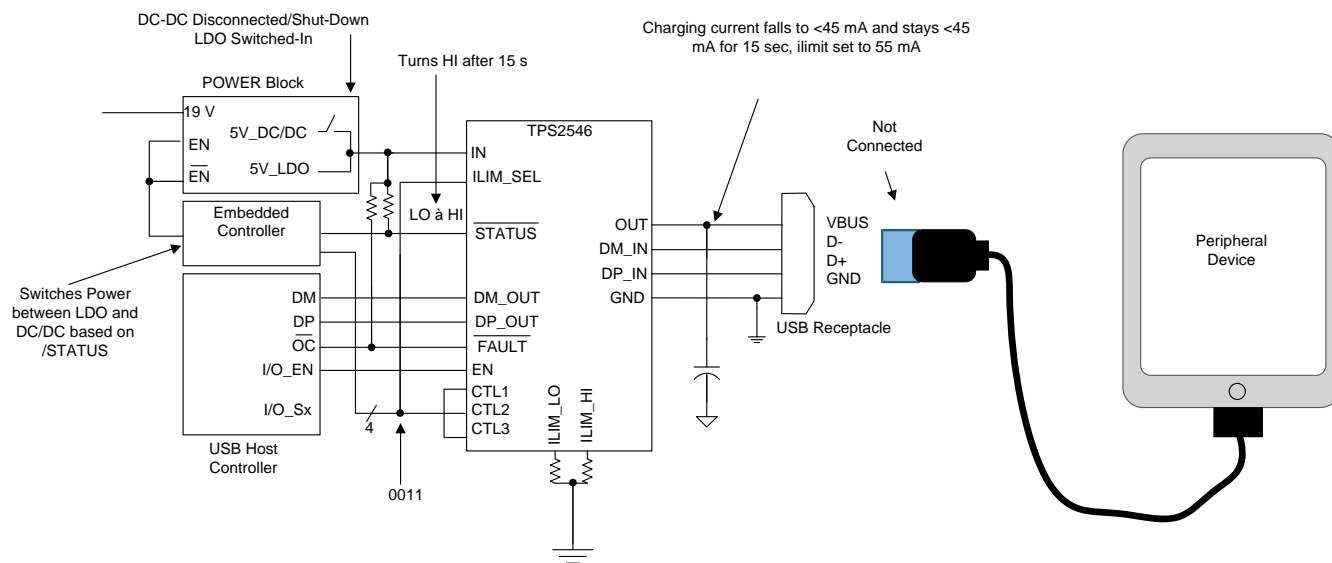 DC-DC Disconnected/Shut-Down
LDO Switched-In
Turns HI after 15 s
Charging current falls to <45 mA and stays <45
mA for 15 sec, ilimit set to 55 mA
POWER Block
19 V
5V_DC/DC
EN
EN
5V_LDO
Embedded
Controller
Switches Power
between LDO and
DC/DC based on
/STATUS
DM
DP
OC
I/O_EN
I/O_Sx
USB Host
Controller
LO à HI
4
0011
TPS2546
IN
ILIM_SEL
STATUS
DM_OUT
DP_OUT
FAULT
EN
CTL1
CTL2
CTL3
ILIM_LO
ILIM_HI
OUT
DM_IN
DP_IN
GND
VBUS
D-
D+
GND
USB Receptacle
Not
Connected
Peripheral
Device